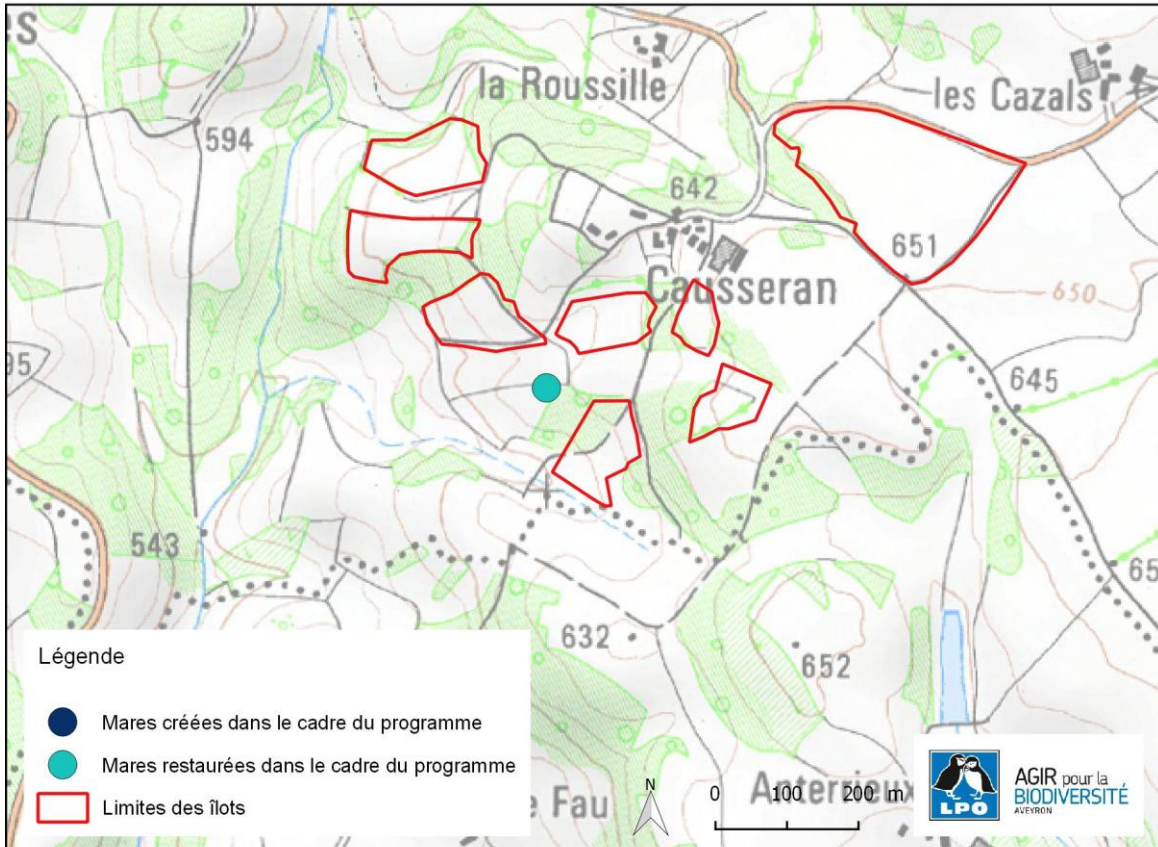 es
la Roussille
les Cazals
594
642
651
Causseran
650
95
645
543
65
632
652
Légende
Mares créées dans le cadre du programme
Mares restaurées dans le cadre du programme
Limites des îlots
e Fau
N
0 100 200 m
Anterrieux
LPO
AGIR pour la
BIODIVERSITÉ
AVEYRON